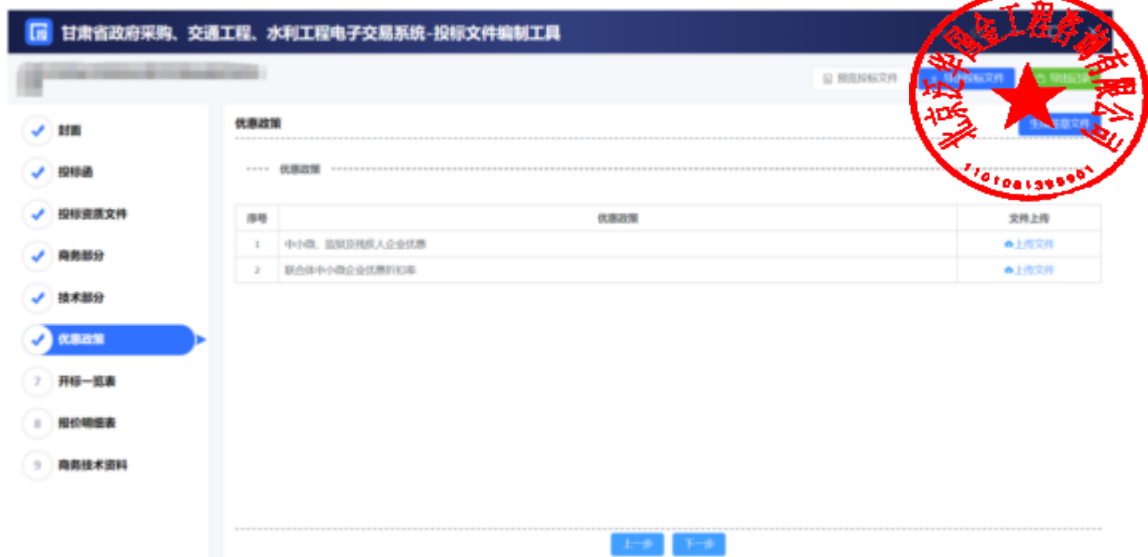 甘肃省政府采购、交通工程、水利工程电子交易系统-投标文件编制工具
预览投标文件
优惠政策
封面
投标函
投标资质文件
商务部分
技术部分
优惠政策
7 开标一览表
8 报价明细表
9 商务技术资料
优惠政策
序号 优惠政策 文件上传
1 中小微、监狱及残疾人企业优惠 上传文件
2 联合体中小微企业优惠折扣率 上传文件
上一步 下一步
1101081399901